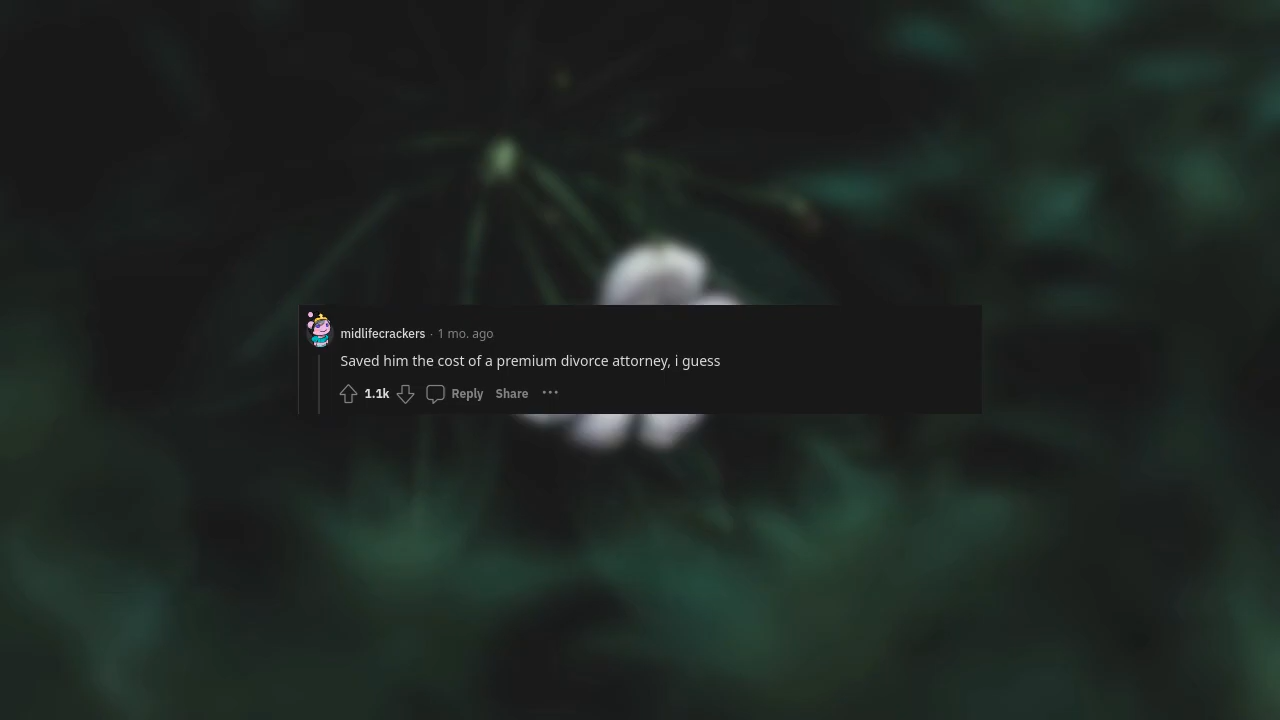 midlifecrackers · 1 mo. ago
Saved him the cost of a premium divorce attorney, i guess
1.1k Reply Share ···